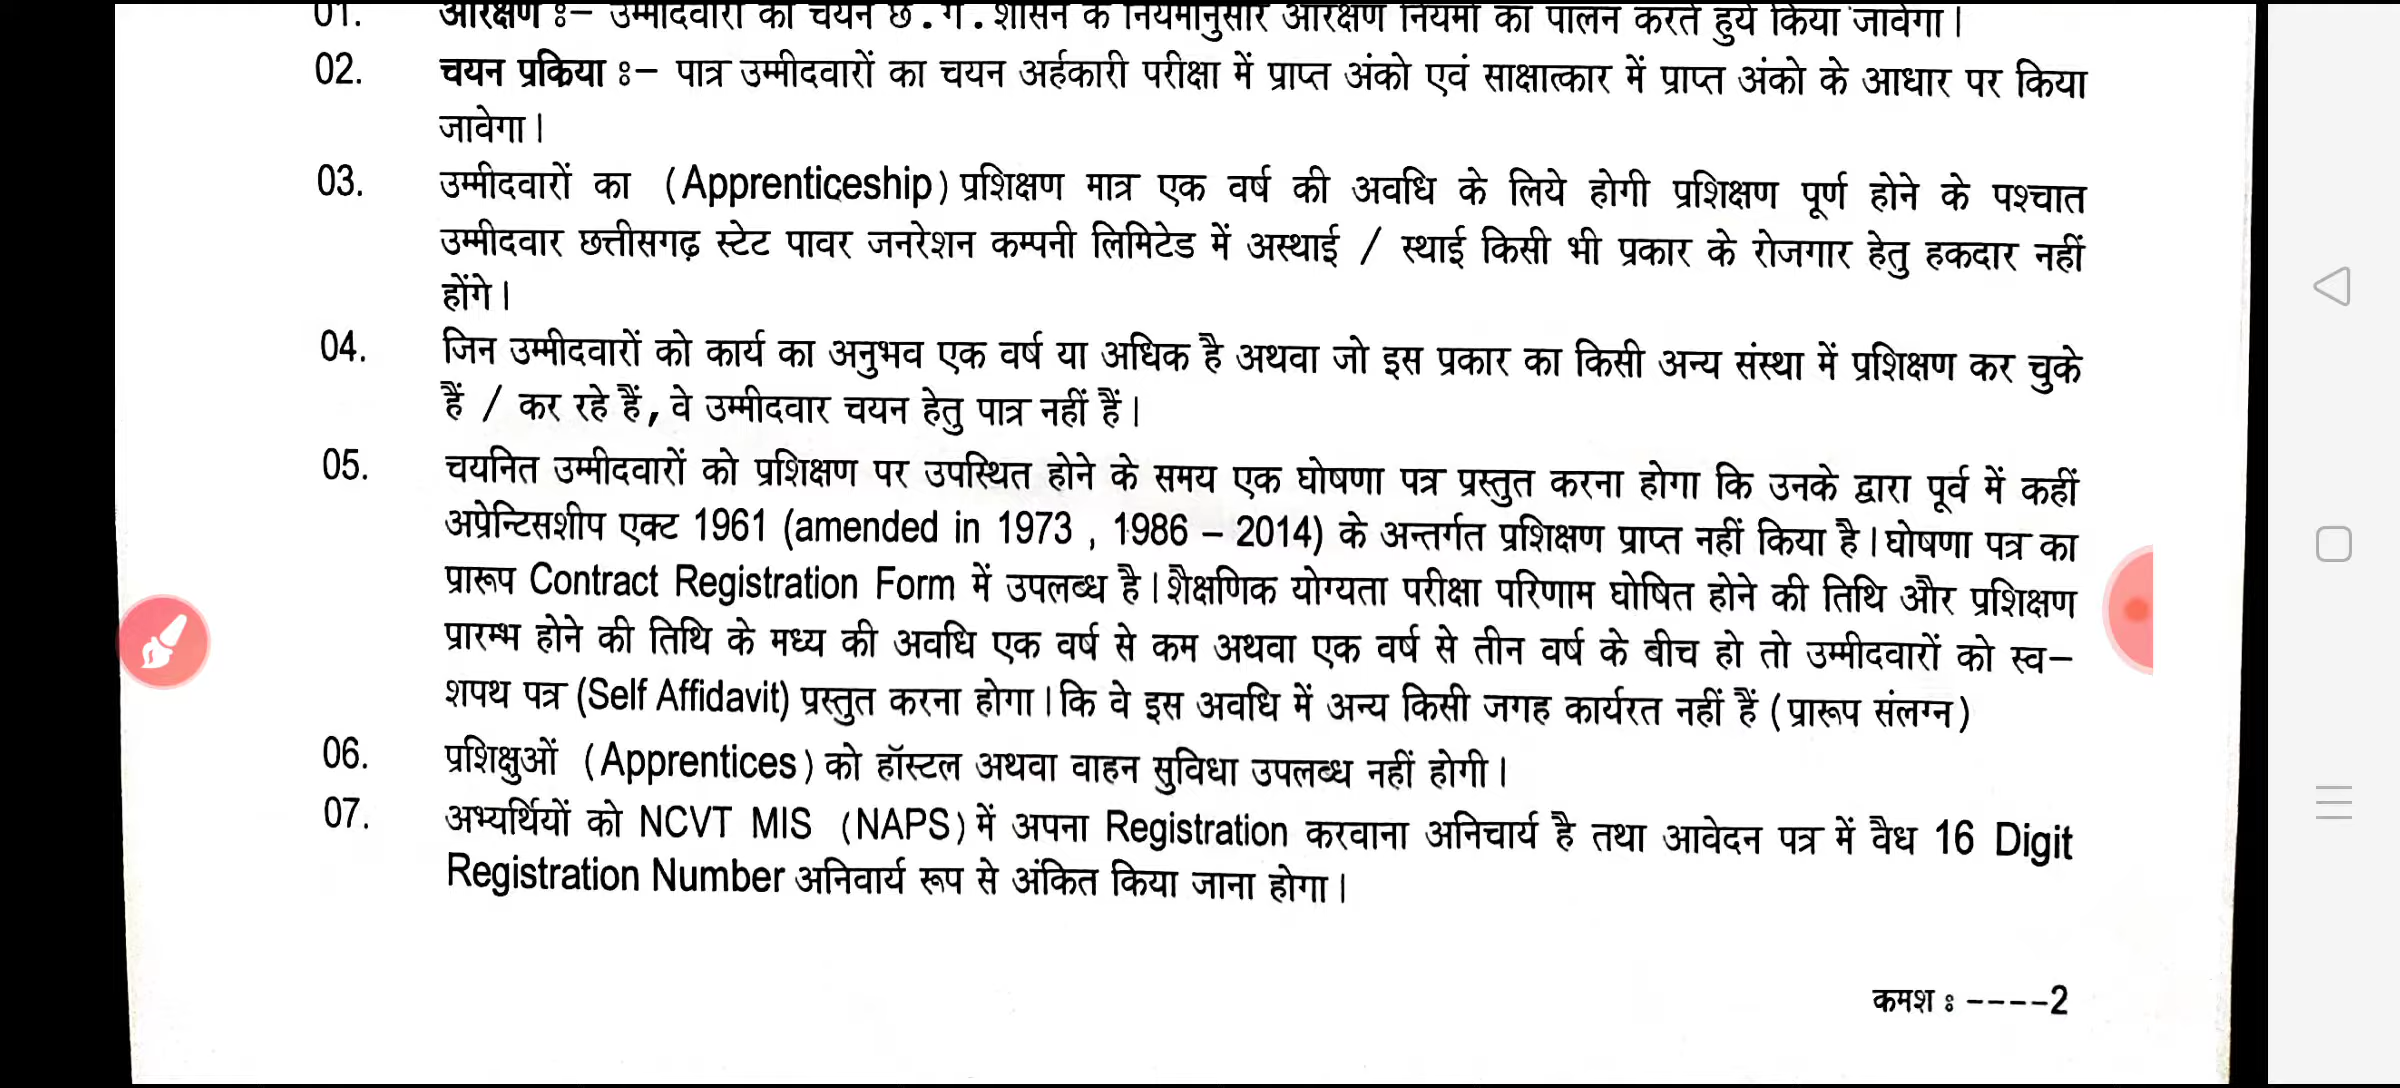 01. आरक्षण ः– उम्मीदवारों का चयन छ.ग.शासन के नियमानुसार आरक्षण नियमों का पालन करते हुये किया जावेगा।
02. चयन प्रकिया ः– पात्र उम्मीदवारों का चयन अर्हकारी परीक्षा में प्राप्त अंको एवं साक्षात्कार में प्राप्त अंको के आधार पर किया
जावेगा।
03. उम्मीदवारों का (Apprenticeship) प्रशिक्षण मात्र एक वर्ष की अवधि के लिये होगी प्रशिक्षण पूर्ण होने के पश्चात
उम्मीदवार छत्तीसगढ़ स्टेट पावर जनरेशन कम्पनी लिमिटेड में अस्थाई / स्थाई किसी भी प्रकार के रोजगार हेतु हकदार नहीं
होंगे।
04. जिन उम्मीदवारों को कार्य का अनुभव एक वर्ष या अधिक है अथवा जो इस प्रकार का किसी अन्य संस्था में प्रशिक्षण कर चुके
हैं / कर रहे हैं, वे उम्मीदवार चयन हेतु पात्र नहीं हैं।
05. चयनित उम्मीदवारों को प्रशिक्षण पर उपस्थित होने के समय एक घोषणा पत्र प्रस्तुत करना होगा कि उनके द्वारा पूर्व में कहीं
अप्रेन्टिसशीप एक्ट 1961 (amended in 1973 , 1986 – 2014) के अन्तर्गत प्रशिक्षण प्राप्त नहीं किया है। घोषणा पत्र का
प्रारूप Contract Registration Form में उपलब्ध है। शैक्षणिक योग्यता परीक्षा परिणाम घोषित होने की तिथि और प्रशिक्षण
प्रारम्भ होने की तिथि के मध्य की अवधि एक वर्ष से कम अथवा एक वर्ष से तीन वर्ष के बीच हो तो उम्मीदवारों को स्व–
शपथ पत्र (Self Affidavit) प्रस्तुत करना होगा। कि वे इस अवधि में अन्य किसी जगह कार्यरत नहीं हैं (प्रारूप संलग्न)
06. प्रशिक्षुओं (Apprentices) को हॉस्टल अथवा वाहन सुविधा उपलब्ध नहीं होगी।
07. अभ्यर्थियों को NCVT MIS (NAPS) में अपना Registration करवाना अनिचार्य है तथा आवेदन पत्र में वैध 16 Digit
Registration Number अनिवार्य रूप से अंकित किया जाना होगा।
कमश ः ----2